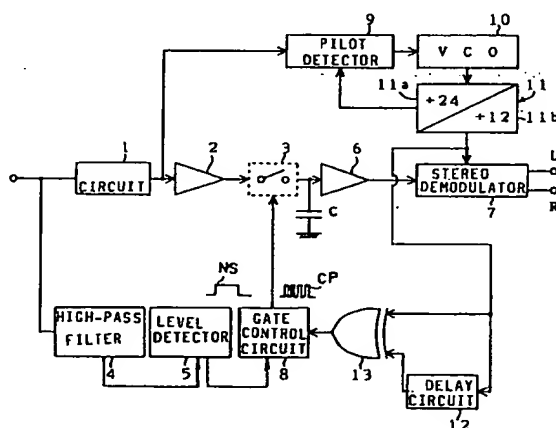 9
PILOT
DETECTOR
10
V C O
11a
+24
+12
11
11b
1
CIRCUIT
2
3
6
C
STEREO
DEMODULATOR
7
L
R
NS
CP
HIGH-PASS
FILTER
4
LEVEL
DETECTOR
5
GATE
CONTROL
CIRCUIT
8
13
DELAY
CIRCUIT
12